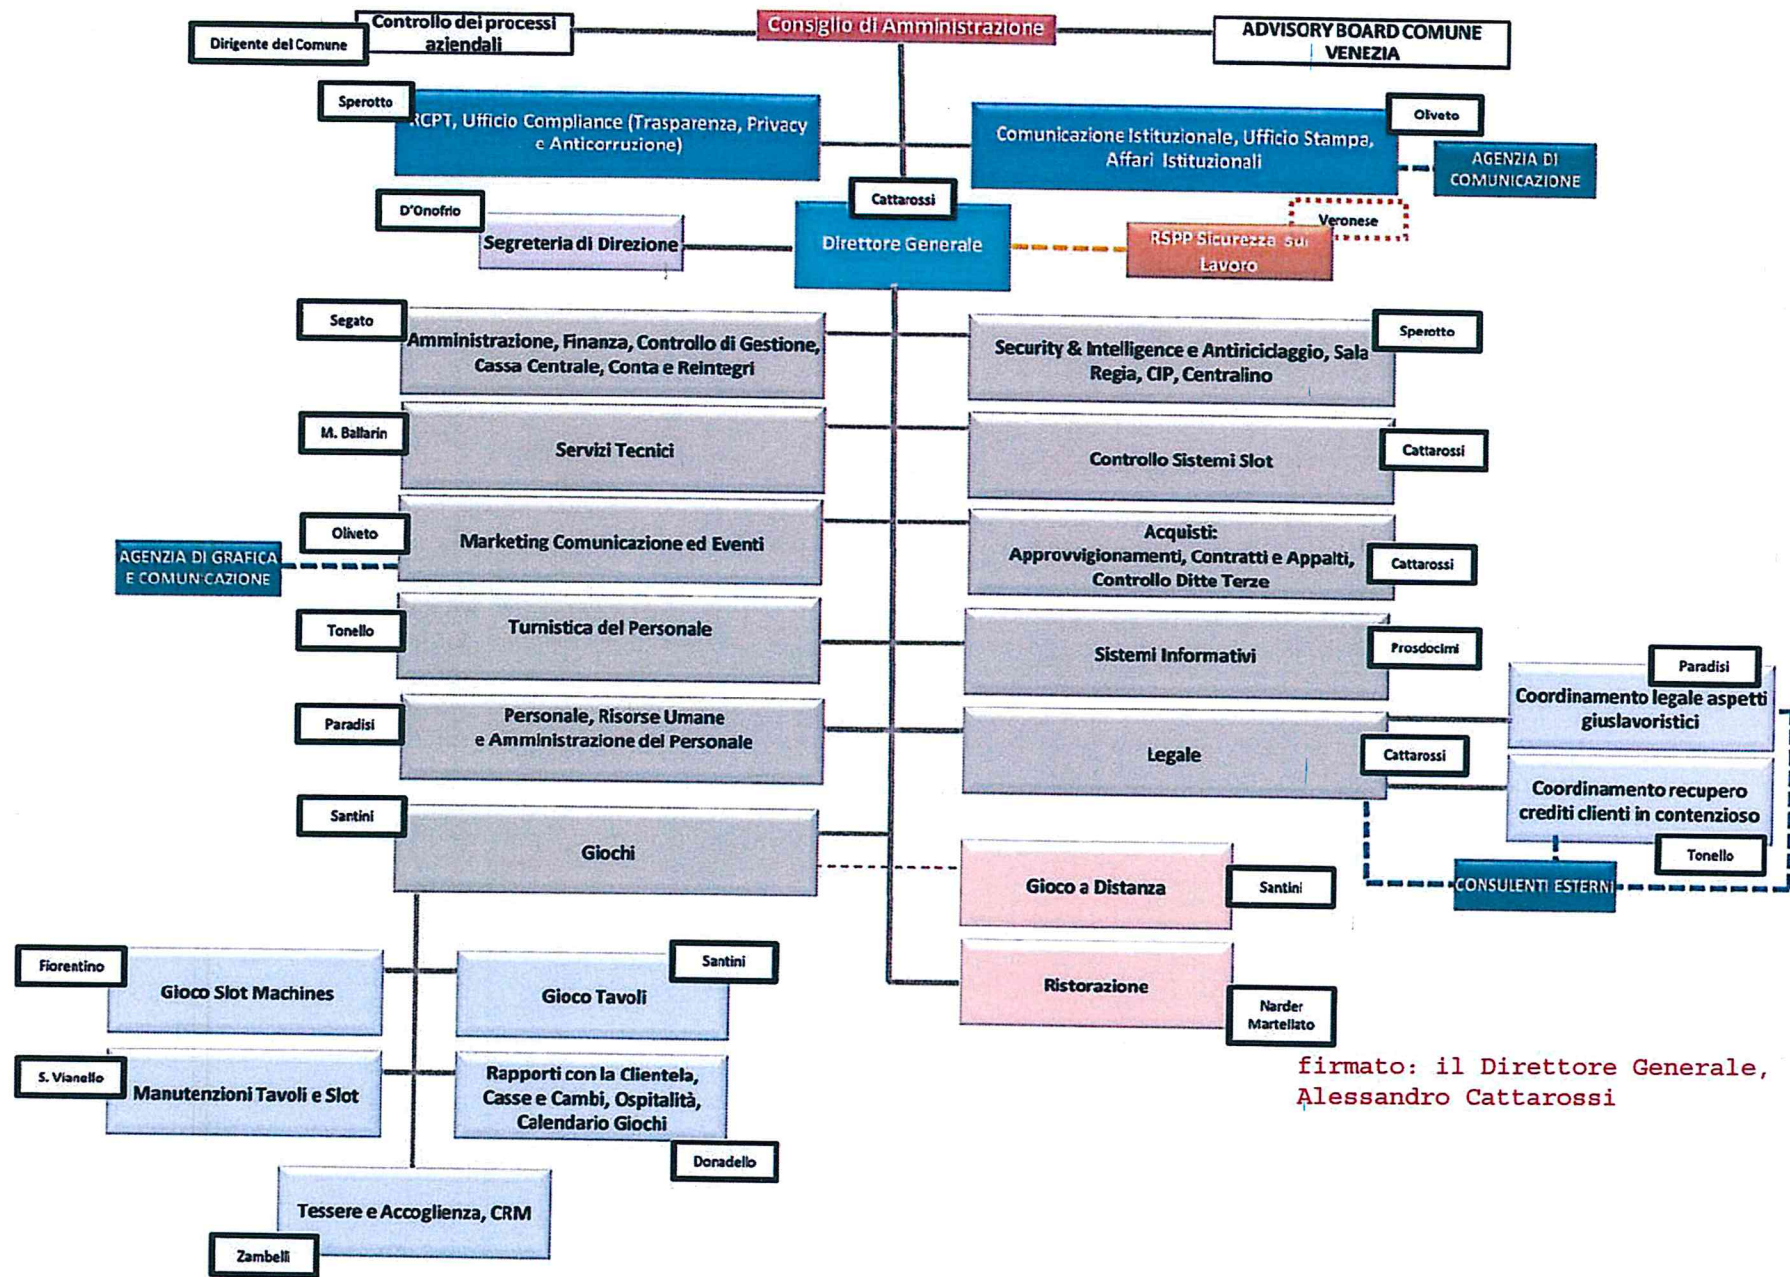 Controllo dei processi
aziendali
Dirigente del Comune
Consiglio di Amministrazione
ADVISORY BOARD COMUNE
VENEZIA
Sperotto
RCPT, Ufficio Compliance (Trasparenza, Privacy
e Anticorruzione)
Oliveto
Comunicazione Istituzionale, Ufficio Stampa,
Affari Istituzionali
AGENZIA DI
COMUNICAZIONE
D'Onofrio
Segreteria di Direzione
Cattarossi
Direttore Generale
Veronese
RSPP Sicurezza sul
Lavoro
Segato
Amministrazione, Finanza, Controllo di Gestione,
Cassa Centrale, Conta e Reintegri
Sperotto
Security & Intelligence e Antiriciclaggio, Sala
Regia, CIP, Centralino
M. Ballarin
Servizi Tecnici
Controllo Sistemi Slot
Cattarossi
Oliveto
Marketing Comunicazione ed Eventi
AGENZIA DI GRAFICA
E COMUNICAZIONE
Acquisti:
Approvvigionamenti, Contratti e Appalti,
Controllo Ditte Terze
Cattarossi
Tonello
Turnistica del Personale
Sistemi Informativi
Prosdocimi
Paradisi
Coordinamento legale aspetti
giuslavoristici
Paradisi
Personale, Risorse Umane
e Amministrazione del Personale
Legale
Cattarossi
Coordinamento recupero
crediti clienti in contenzioso
Tonello
CONSULENTI ESTERNI
Santini
Giochi
Gioco a Distanza
Santini
Ristorazione
Narder
Martellato
Fiorentino
Gioco Slot Machines
Santini
Gioco Tavoli
S. Vianello
Manutenzioni Tavoli e Slot
Rapporti con la Clientela,
Casse e Cambi, Ospitalità,
Calendario Giochi
Donadello
Tessere e Accoglienza, CRM
Zambelli
firmato: il Direttore Generale,
Alessandro Cattarossi